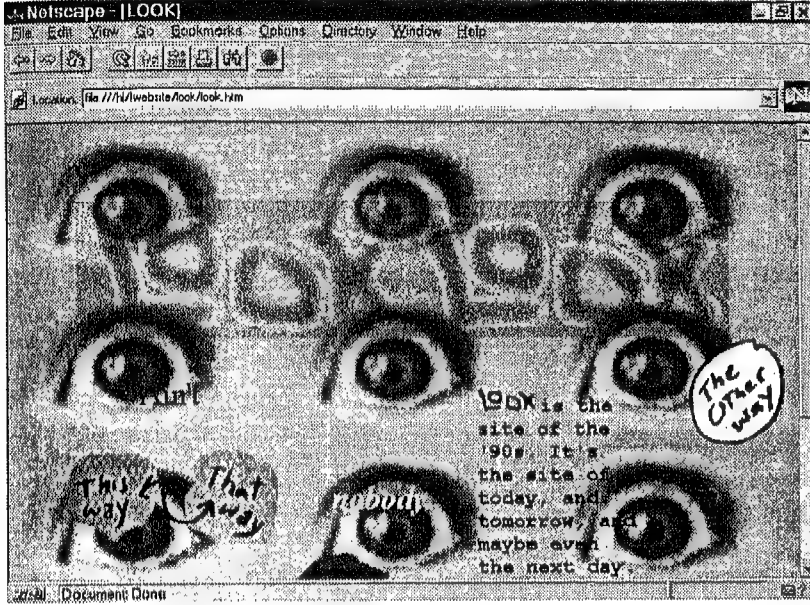 Netscape - [LOOK]
File Edit View Go Bookmarks Options Directory Window Help
Location: file:///h|/website/look/look.htm
Ain't
The
Other
way
This
way
That
way
nobody
look is the
site of the
'90s. It's
the site of
today, and
tomorrow, and
maybe even
the next day.
Document Done